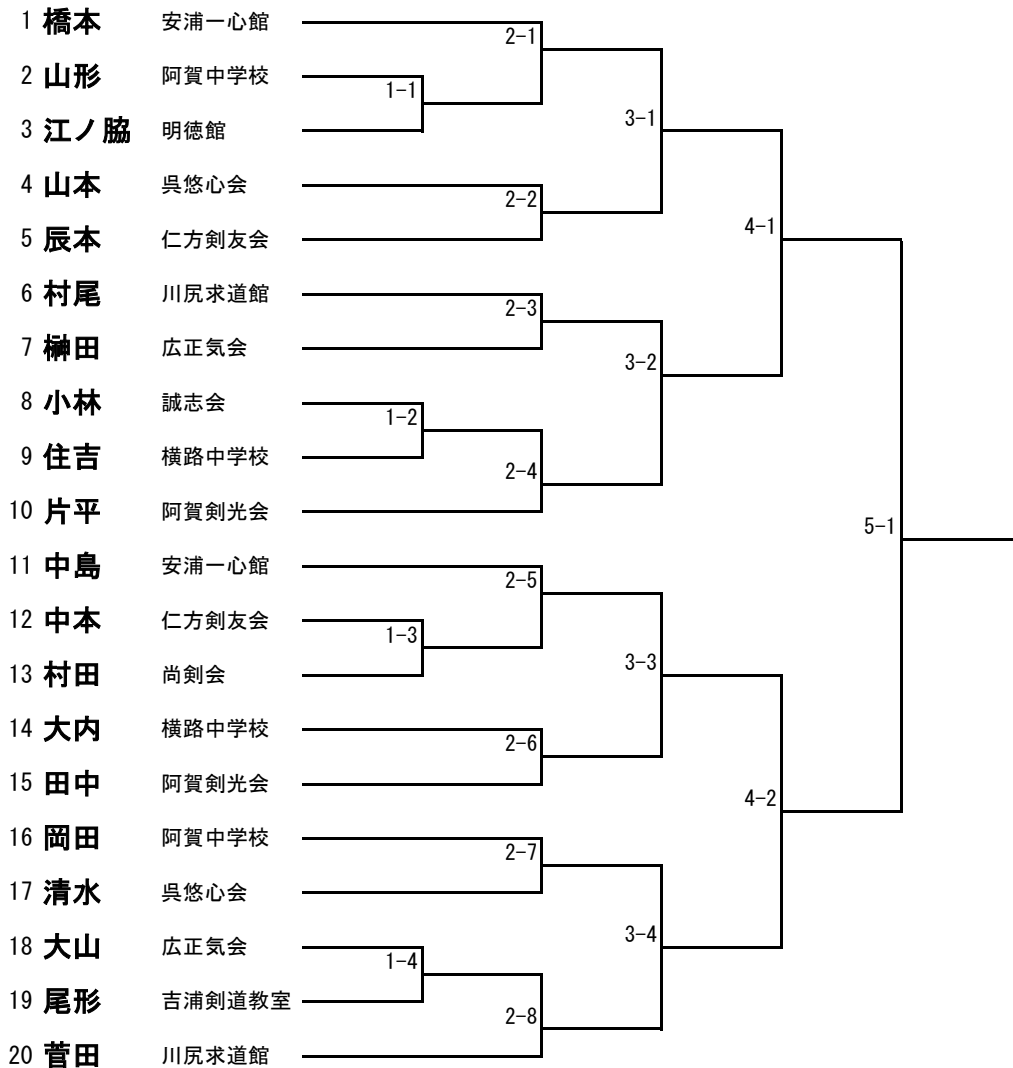 1 橋本 安浦一心館
2-1
2 山形 阿賀中学校
1-1
3 江ノ脇 明徳館
3-1
4 山本 呉悠心会
2-2
5 辰本 仁方剣友会
4-1
6 村尾 川尻求道館
2-3
7 榊田 広正気会
3-2
8 小林 誠志会
1-2
9 住吉 横路中学校
2-4
10 片平 阿賀剣光会
5-1
11 中島 安浦一心館
2-5
12 中本 仁方剣友会
1-3
13 村田 尚剣会
3-3
14 大内 横路中学校
2-6
15 田中 阿賀剣光会
4-2
16 岡田 阿賀中学校
2-7
17 清水 呉悠心会
3-4
18 大山 広正気会
1-4
19 尾形 吉浦剣道教室
2-8
20 菅田 川尻求道館